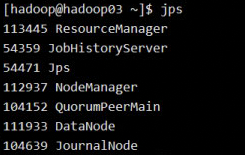 [hadoop@hadoop03 ~]$ jps
113445 ResourceManager
54359 JobHistoryServer
54471 Jps
112937 NodeManager
104152 QuorumPeerMain
111933 DataNode
104639 JournalNode